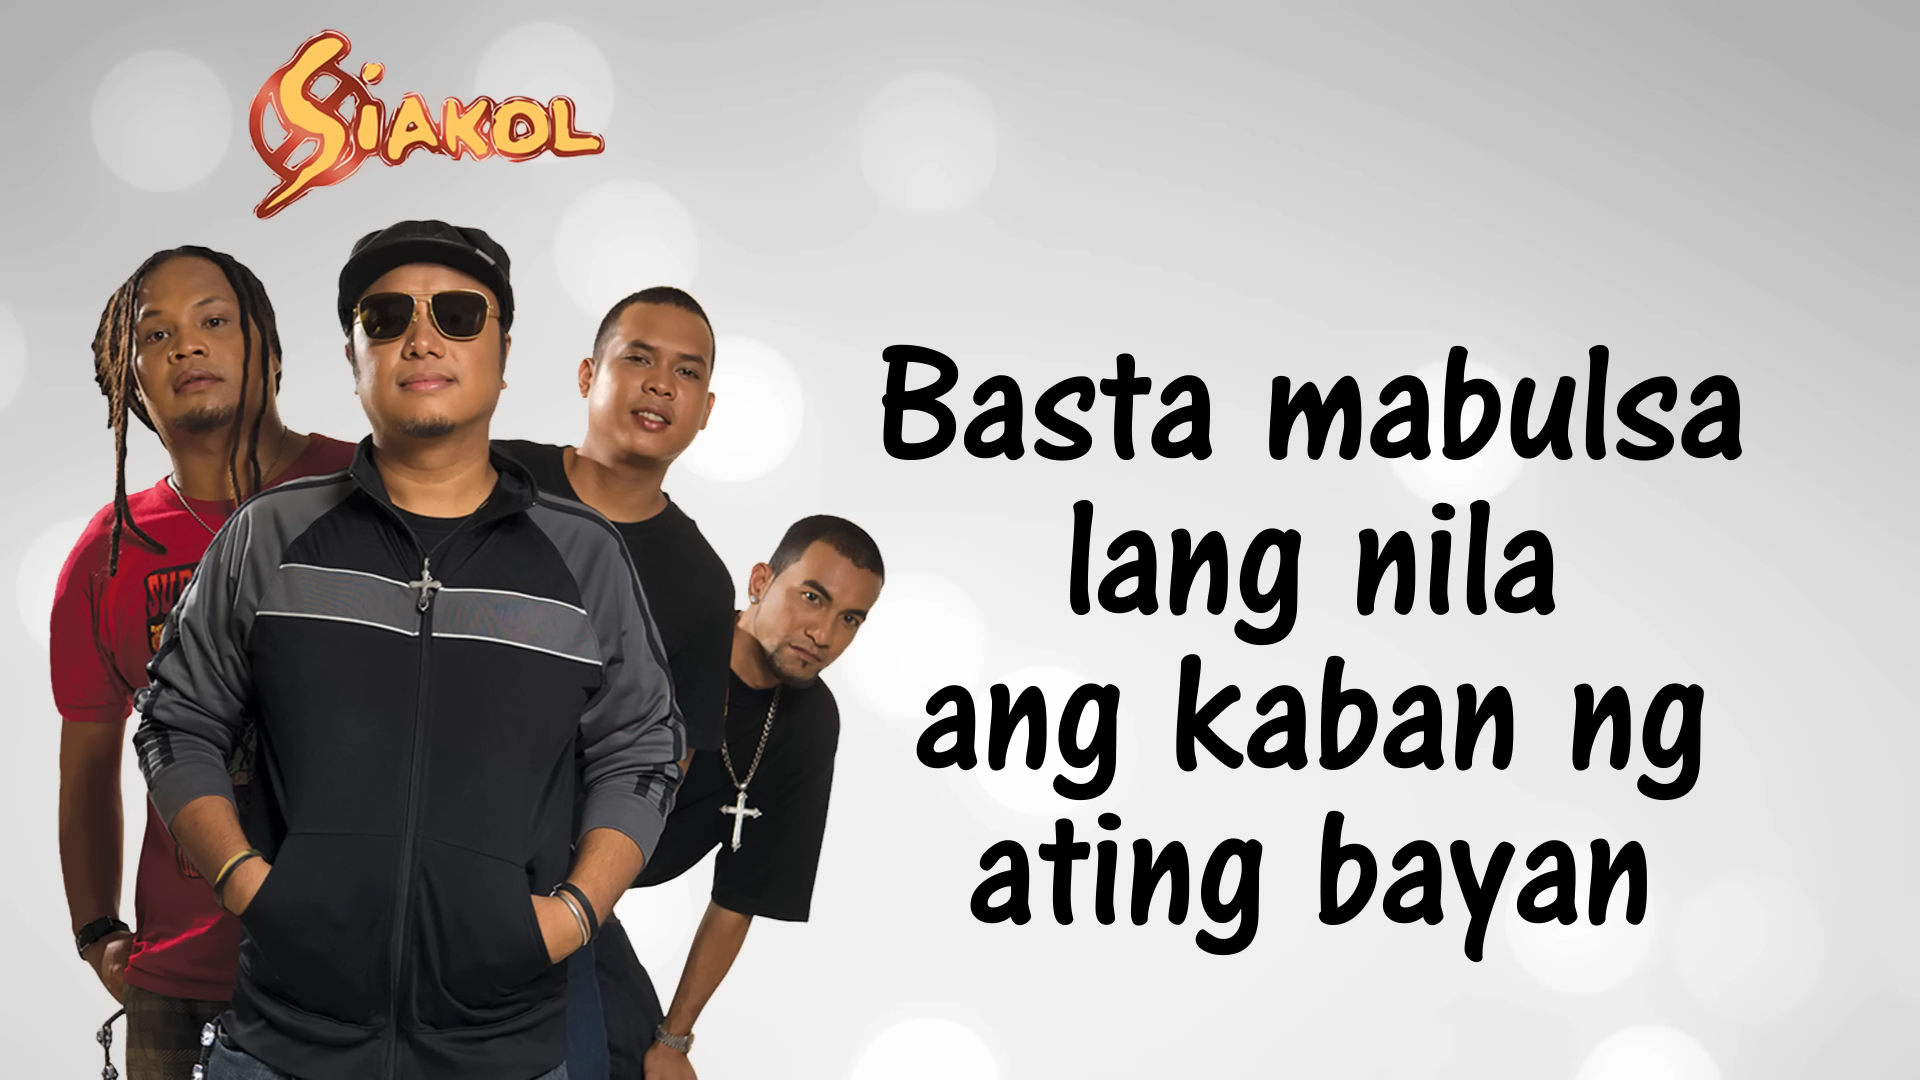 SIAKOL
Basta mabulsa
lang nila
ang kaban ng
ating bayan